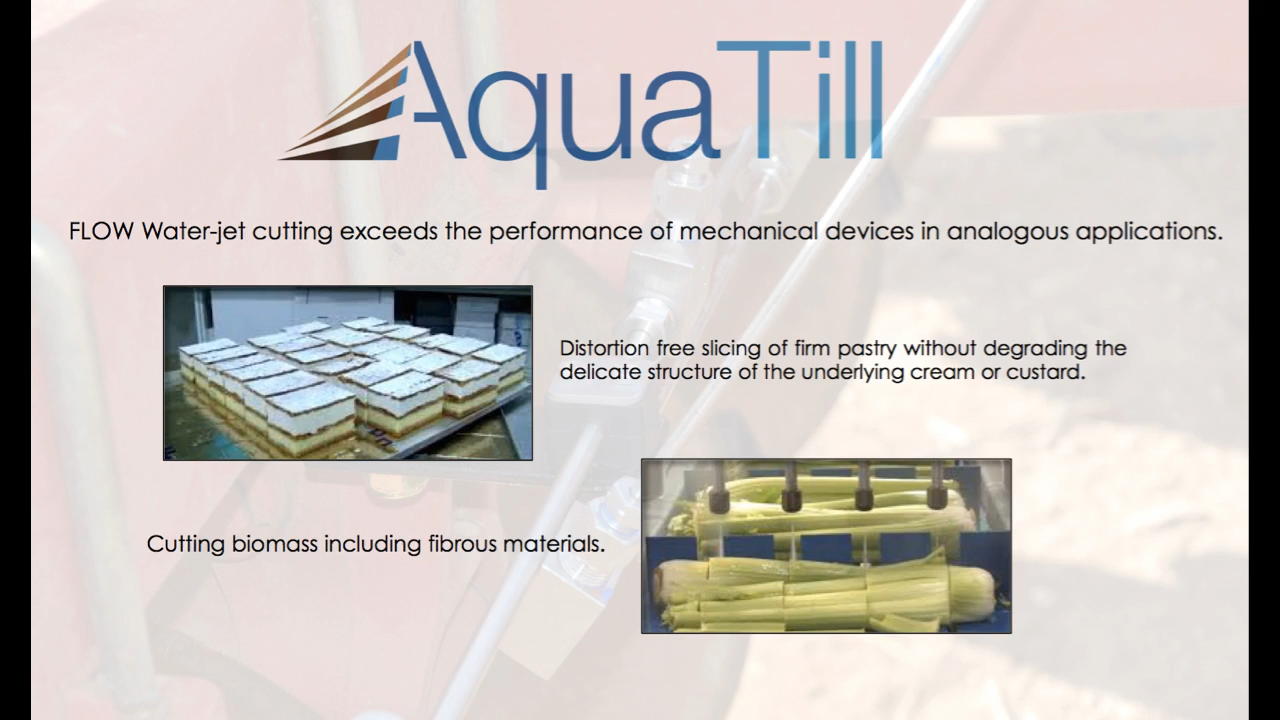 AquaTill
FLOW Water-jet cutting exceeds the performance of mechanical devices in analogous applications.
Distortion free slicing of firm pastry without degrading the
delicate structure of the underlying cream or custard.
Cutting biomass including fibrous materials.